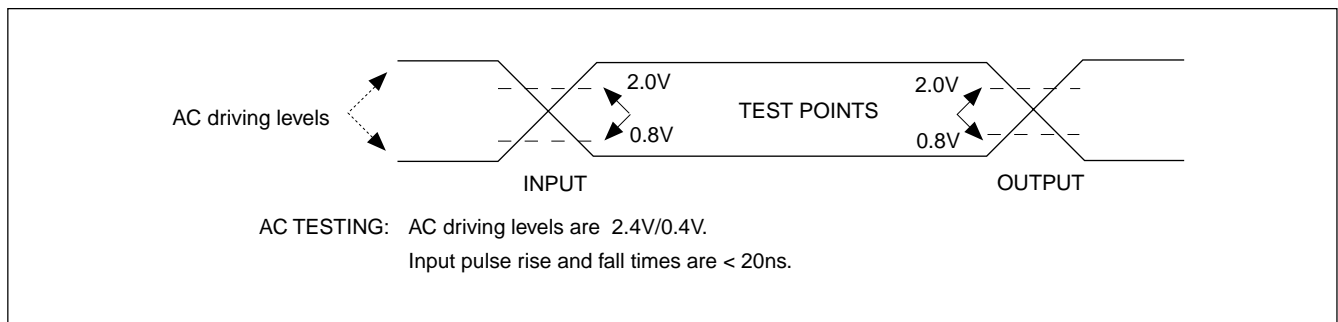 2.0V
2.0V
AC driving levels
TEST POINTS
0.8V
0.8V
INPUT
OUTPUT
AC TESTING: AC driving levels are 2.4V/0.4V.
Input pulse rise and fall times are < 20ns.